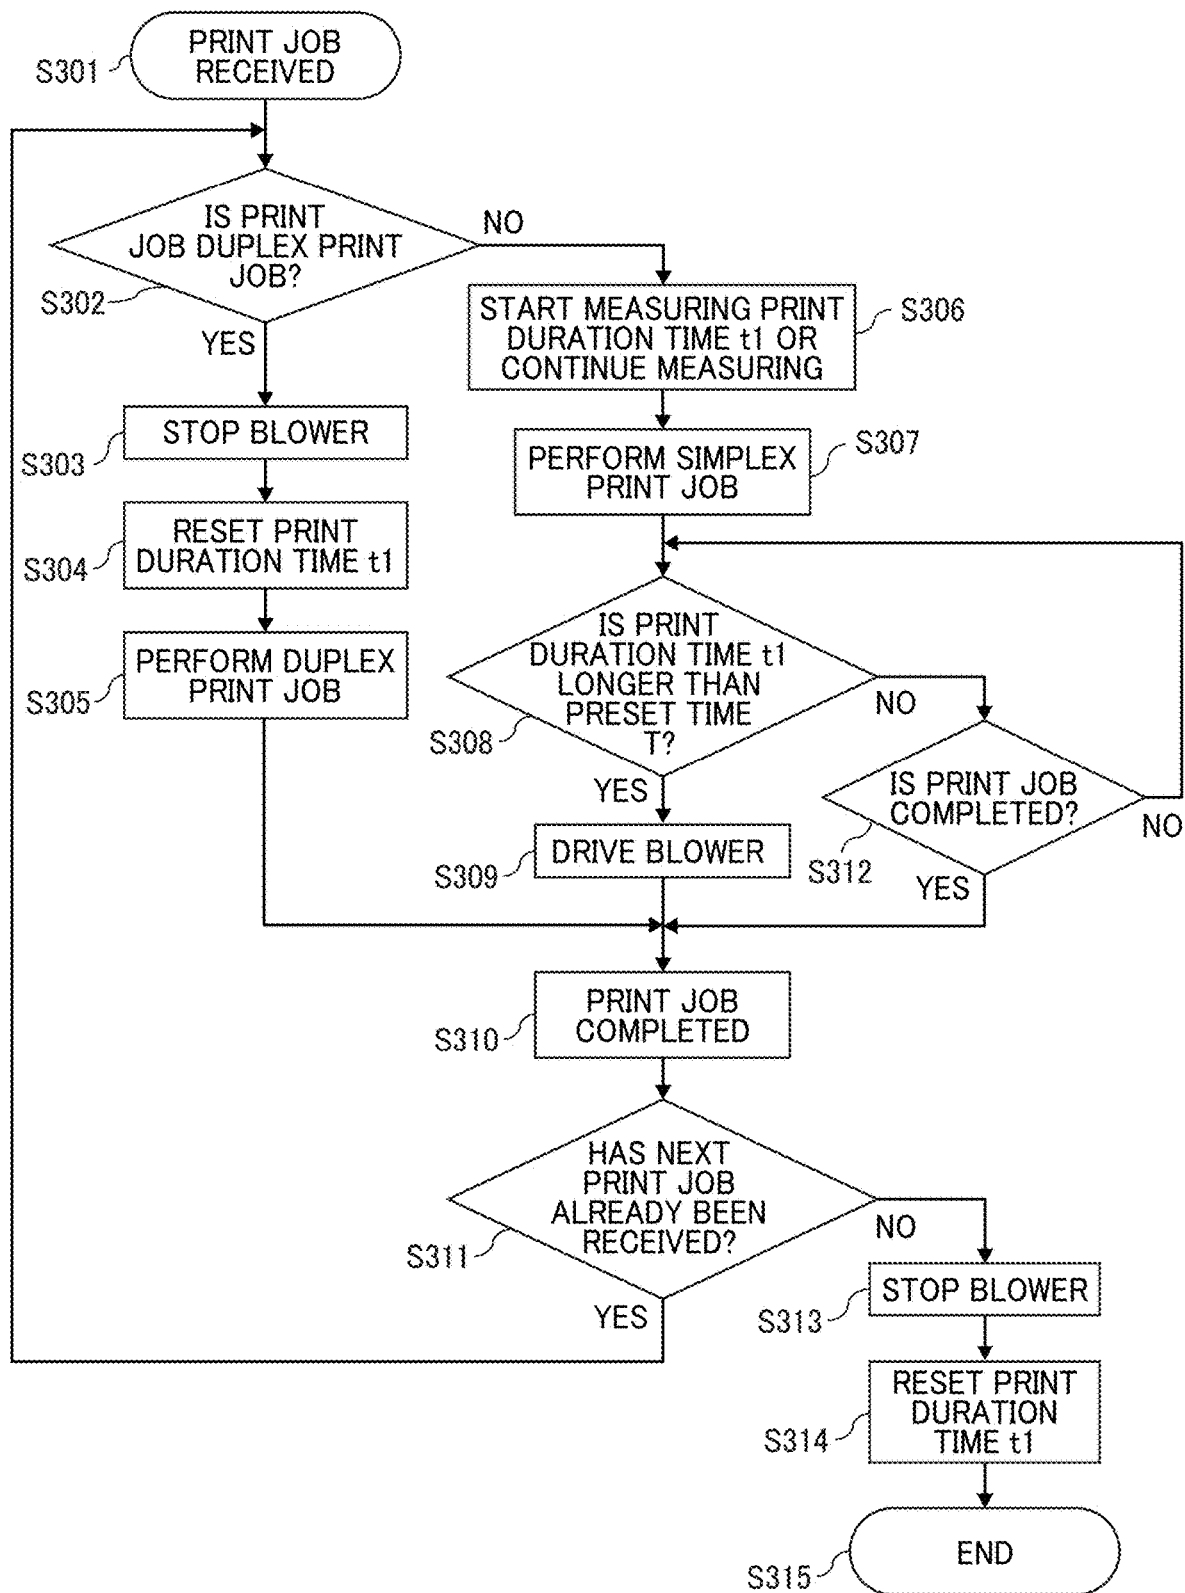 PRINT JOB
RECEIVED
S301
IS PRINT
JOB DUPLEX PRINT
JOB?
S302
NO
YES
STOP BLOWER
S303
RESET PRINT
DURATION TIME t1
S304
PERFORM DUPLEX
PRINT JOB
S305
START MEASURING PRINT
DURATION TIME t1 OR
CONTINUE MEASURING
S306
PERFORM SIMPLEX
PRINT JOB
S307
IS PRINT
DURATION TIME t1
LONGER THAN
PRESET TIME
T?
S308
NO
YES
IS PRINT JOB
COMPLETED?
S312
NO
YES
DRIVE BLOWER
S309
PRINT JOB
COMPLETED
S310
HAS NEXT
PRINT JOB
ALREADY BEEN
RECEIVED?
S311
NO
YES
STOP BLOWER
S313
RESET PRINT
DURATION
TIME t1
S314
END
S315